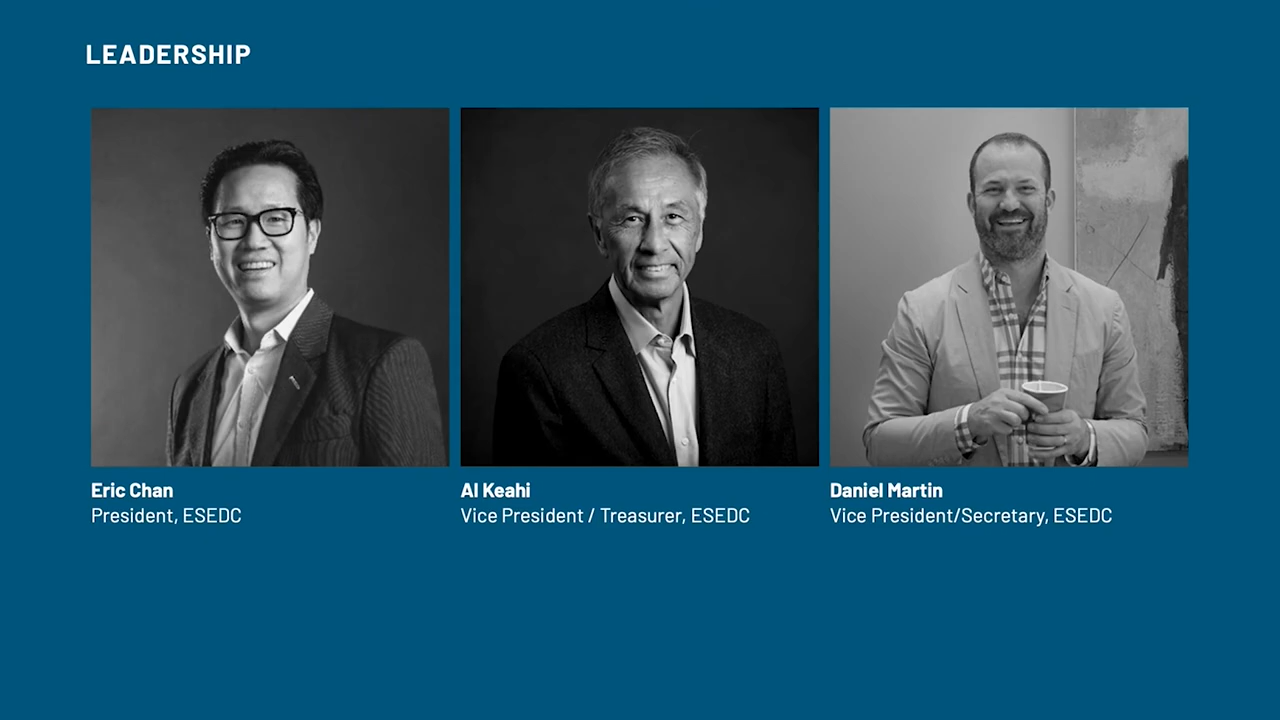 LEADERSHIP
Eric Chan
President, ESEDC
Al Keahi
Vice President / Treasurer, ESEDC
Daniel Martin
Vice President/Secretary, ESEDC